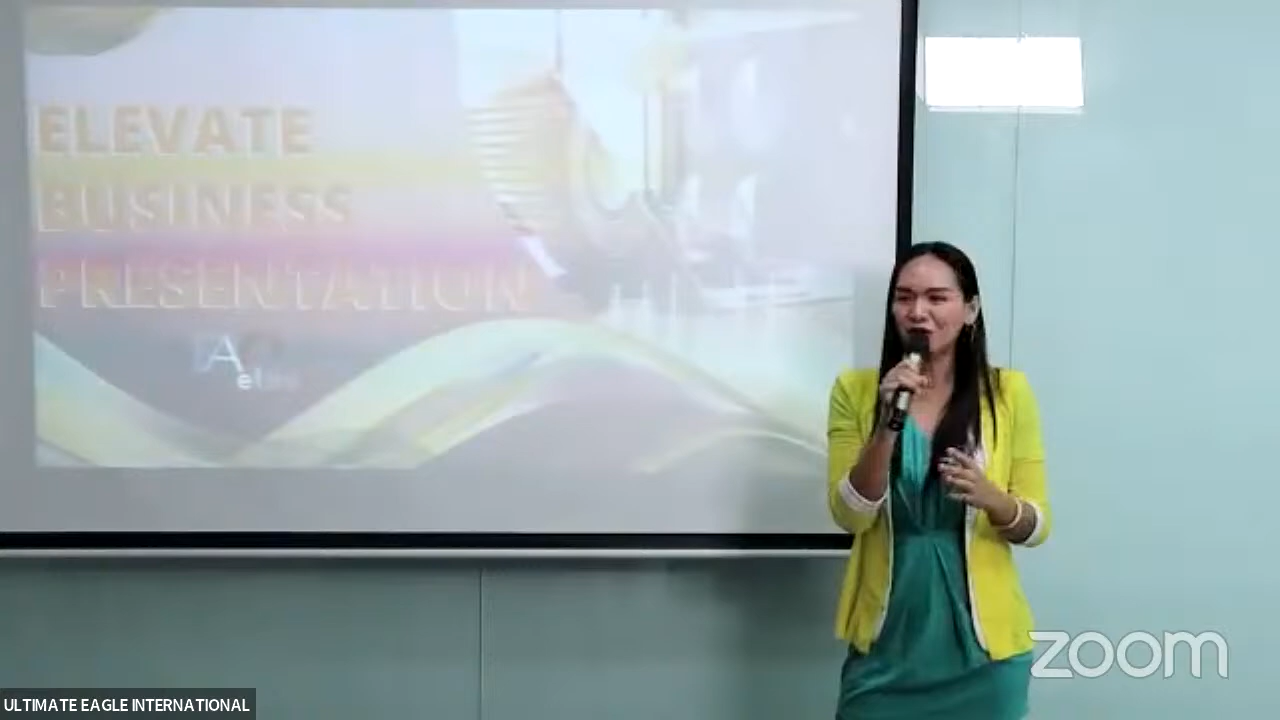 ELEVATE
BUSINESS
PRESENTATION
zoom
ULTIMATE EAGLE INTERNATIONAL